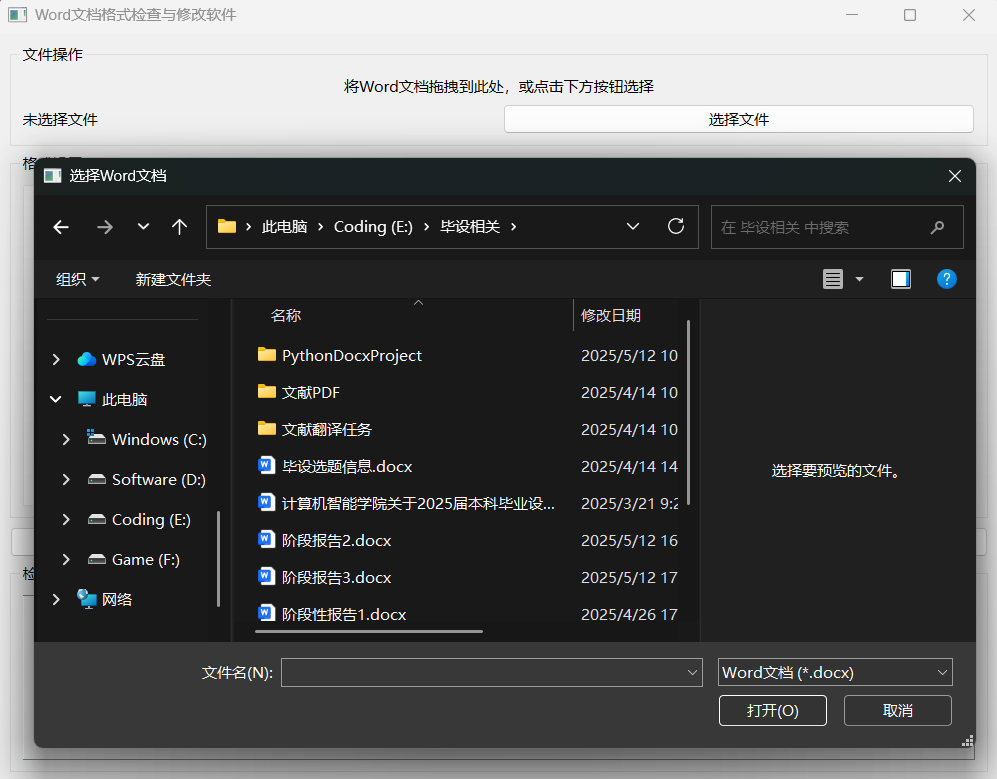 Word文档格式检查与修改软件
文件操作
将Word文档拖拽到此处，或点击下方按钮选择
未选择文件 选择文件
选择Word文档
此电脑 Coding (E:) 毕设相关 在 毕设相关 中搜索
组织 新建文件夹
名称 修改日期
WPS云盘
此电脑
Windows (C:)
Software (D:)
Coding (E:)
Game (F:)
网络
PythonDocxProject 2025/5/12 10
文献PDF 2025/4/14 10
文献翻译任务 2025/4/14 10
毕设选题信息.docx 2025/4/14 14
计算机智能学院关于2025届本科毕业设... 2025/3/21 9:2
阶段报告2.docx 2025/5/12 16
阶段报告3.docx 2025/5/12 17
阶段性报告1.docx 2025/4/26 17
选择要预览的文件。
文件名(N): Word文档 (*.docx)
打开(O) 取消